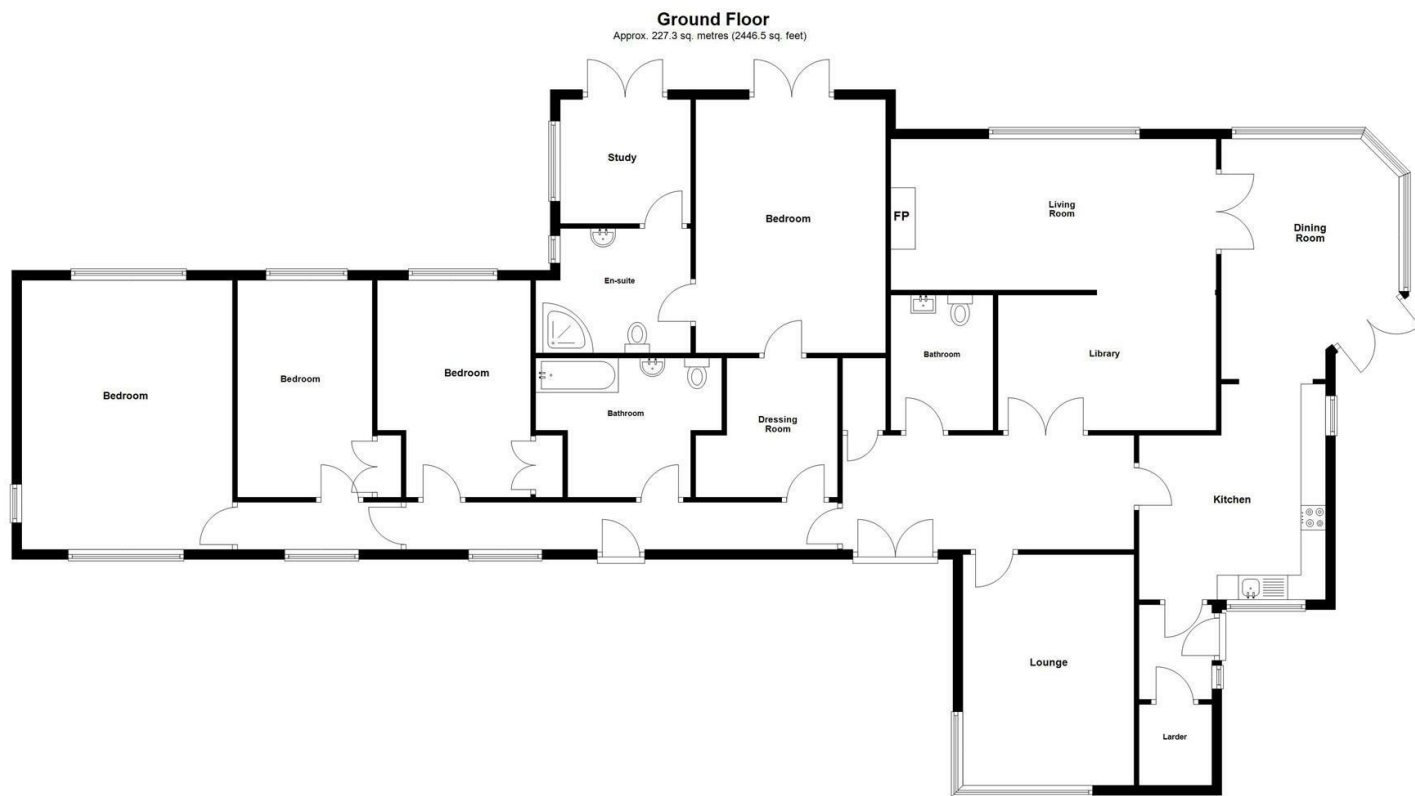 Ground Floor
Approx. 227.3 sq. metres (2446.5 sq. feet)
Study
Bedroom
FP
Living
Room
Dining
Room
En-suite
Bedroom
Bedroom
Bedroom
Bathroom
Dressing
Room
Bathroom
Library
Kitchen
Lounge
Larder